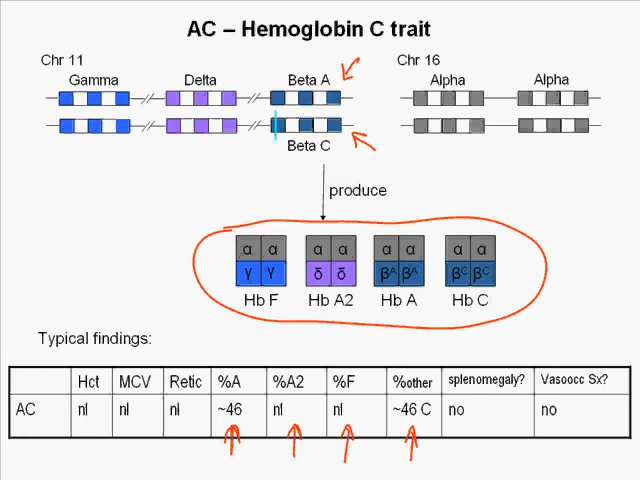 AC – Hemoglobin C trait
Chr 11
Chr 16
Gamma Delta Beta A Alpha Alpha
Beta C
produce
α α α α α α α α
γ γ δ δ βA βA βC βC
Hb F Hb A2 Hb A Hb C
Typical findings:
Hct MCV Retic %A %A2 %F %other splenomegaly? Vasoocc Sx?
AC nl nl nl ~46 nl nl ~46 C no no